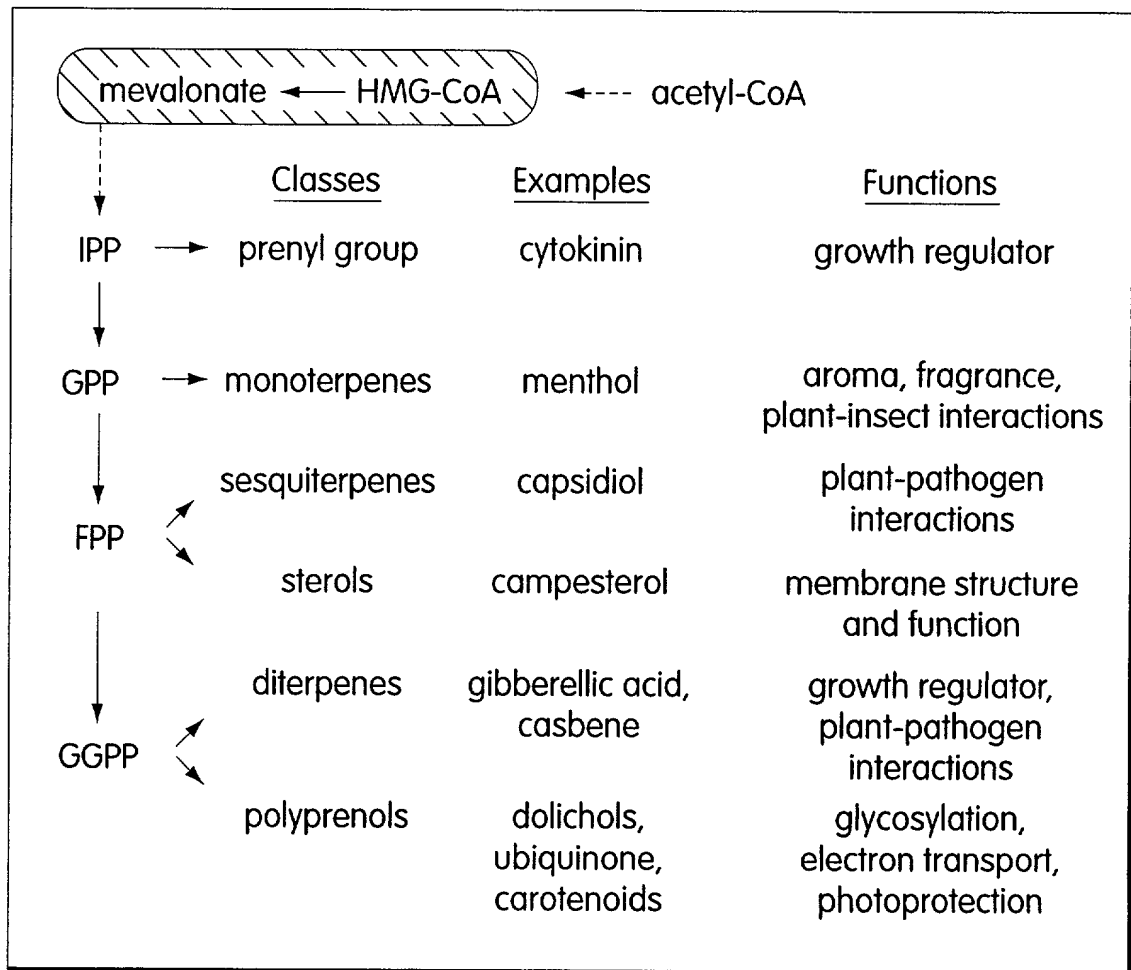 mevalonate HMG-CoA acetyl-CoA
Classes Examples Functions
IPP prenyl group cytokinin growth regulator
GPP monoterpenes menthol aroma, fragrance,
plant-insect interactions
sesquiterpenes capsidiol plant-pathogen
interactions
FPP
sterols campesterol membrane structure
and function
diterpenes gibberellic acid, growth regulator,
casbene plant-pathogen
GGPP interactions
polyprenols dolichols, glycosylation,
ubiquinone, electron transport,
carotenoids photoprotection